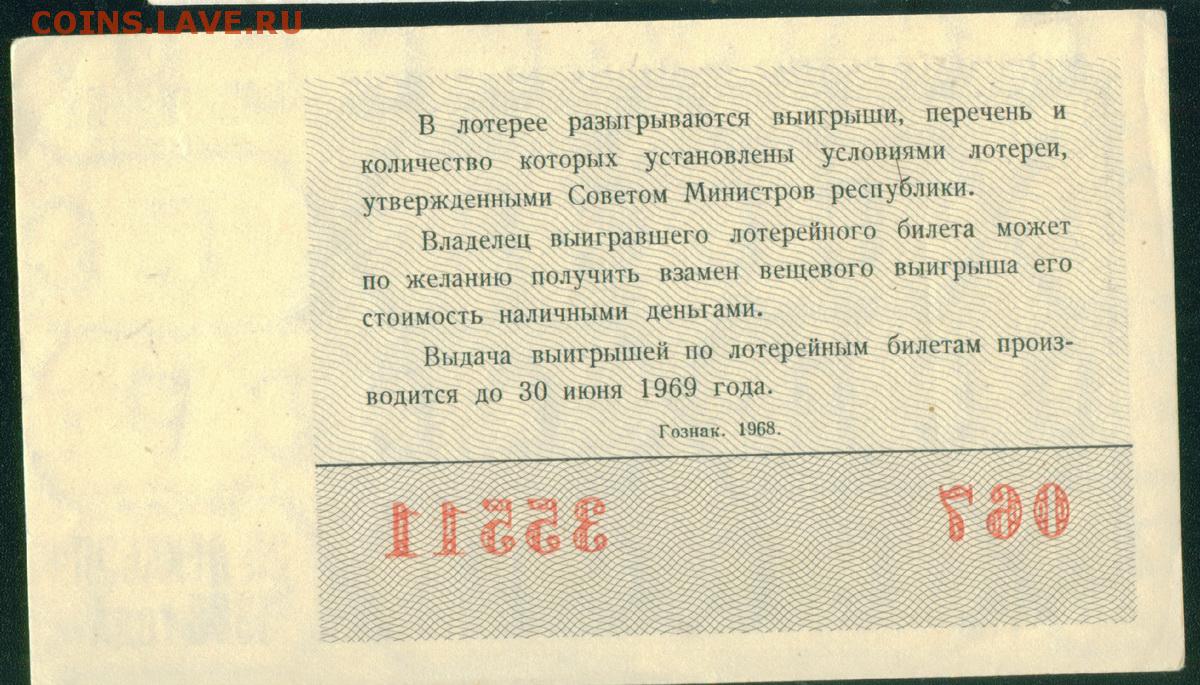 COINS.LAVE.RU
В лотерее разыгрываются выигрыши, перечень и
количество которых установлены условиями лотереи,
утвержденными Советом Министров республики.
Владелец выигравшего лотерейного билета может
по желанию получить взамен вещевого выигрыша его
стоимость наличными деньгами.
Выдача выигрышей по лотерейным билетам произ-
водится до 30 июня 1969 года.
Гознак. 1968.
067 35511